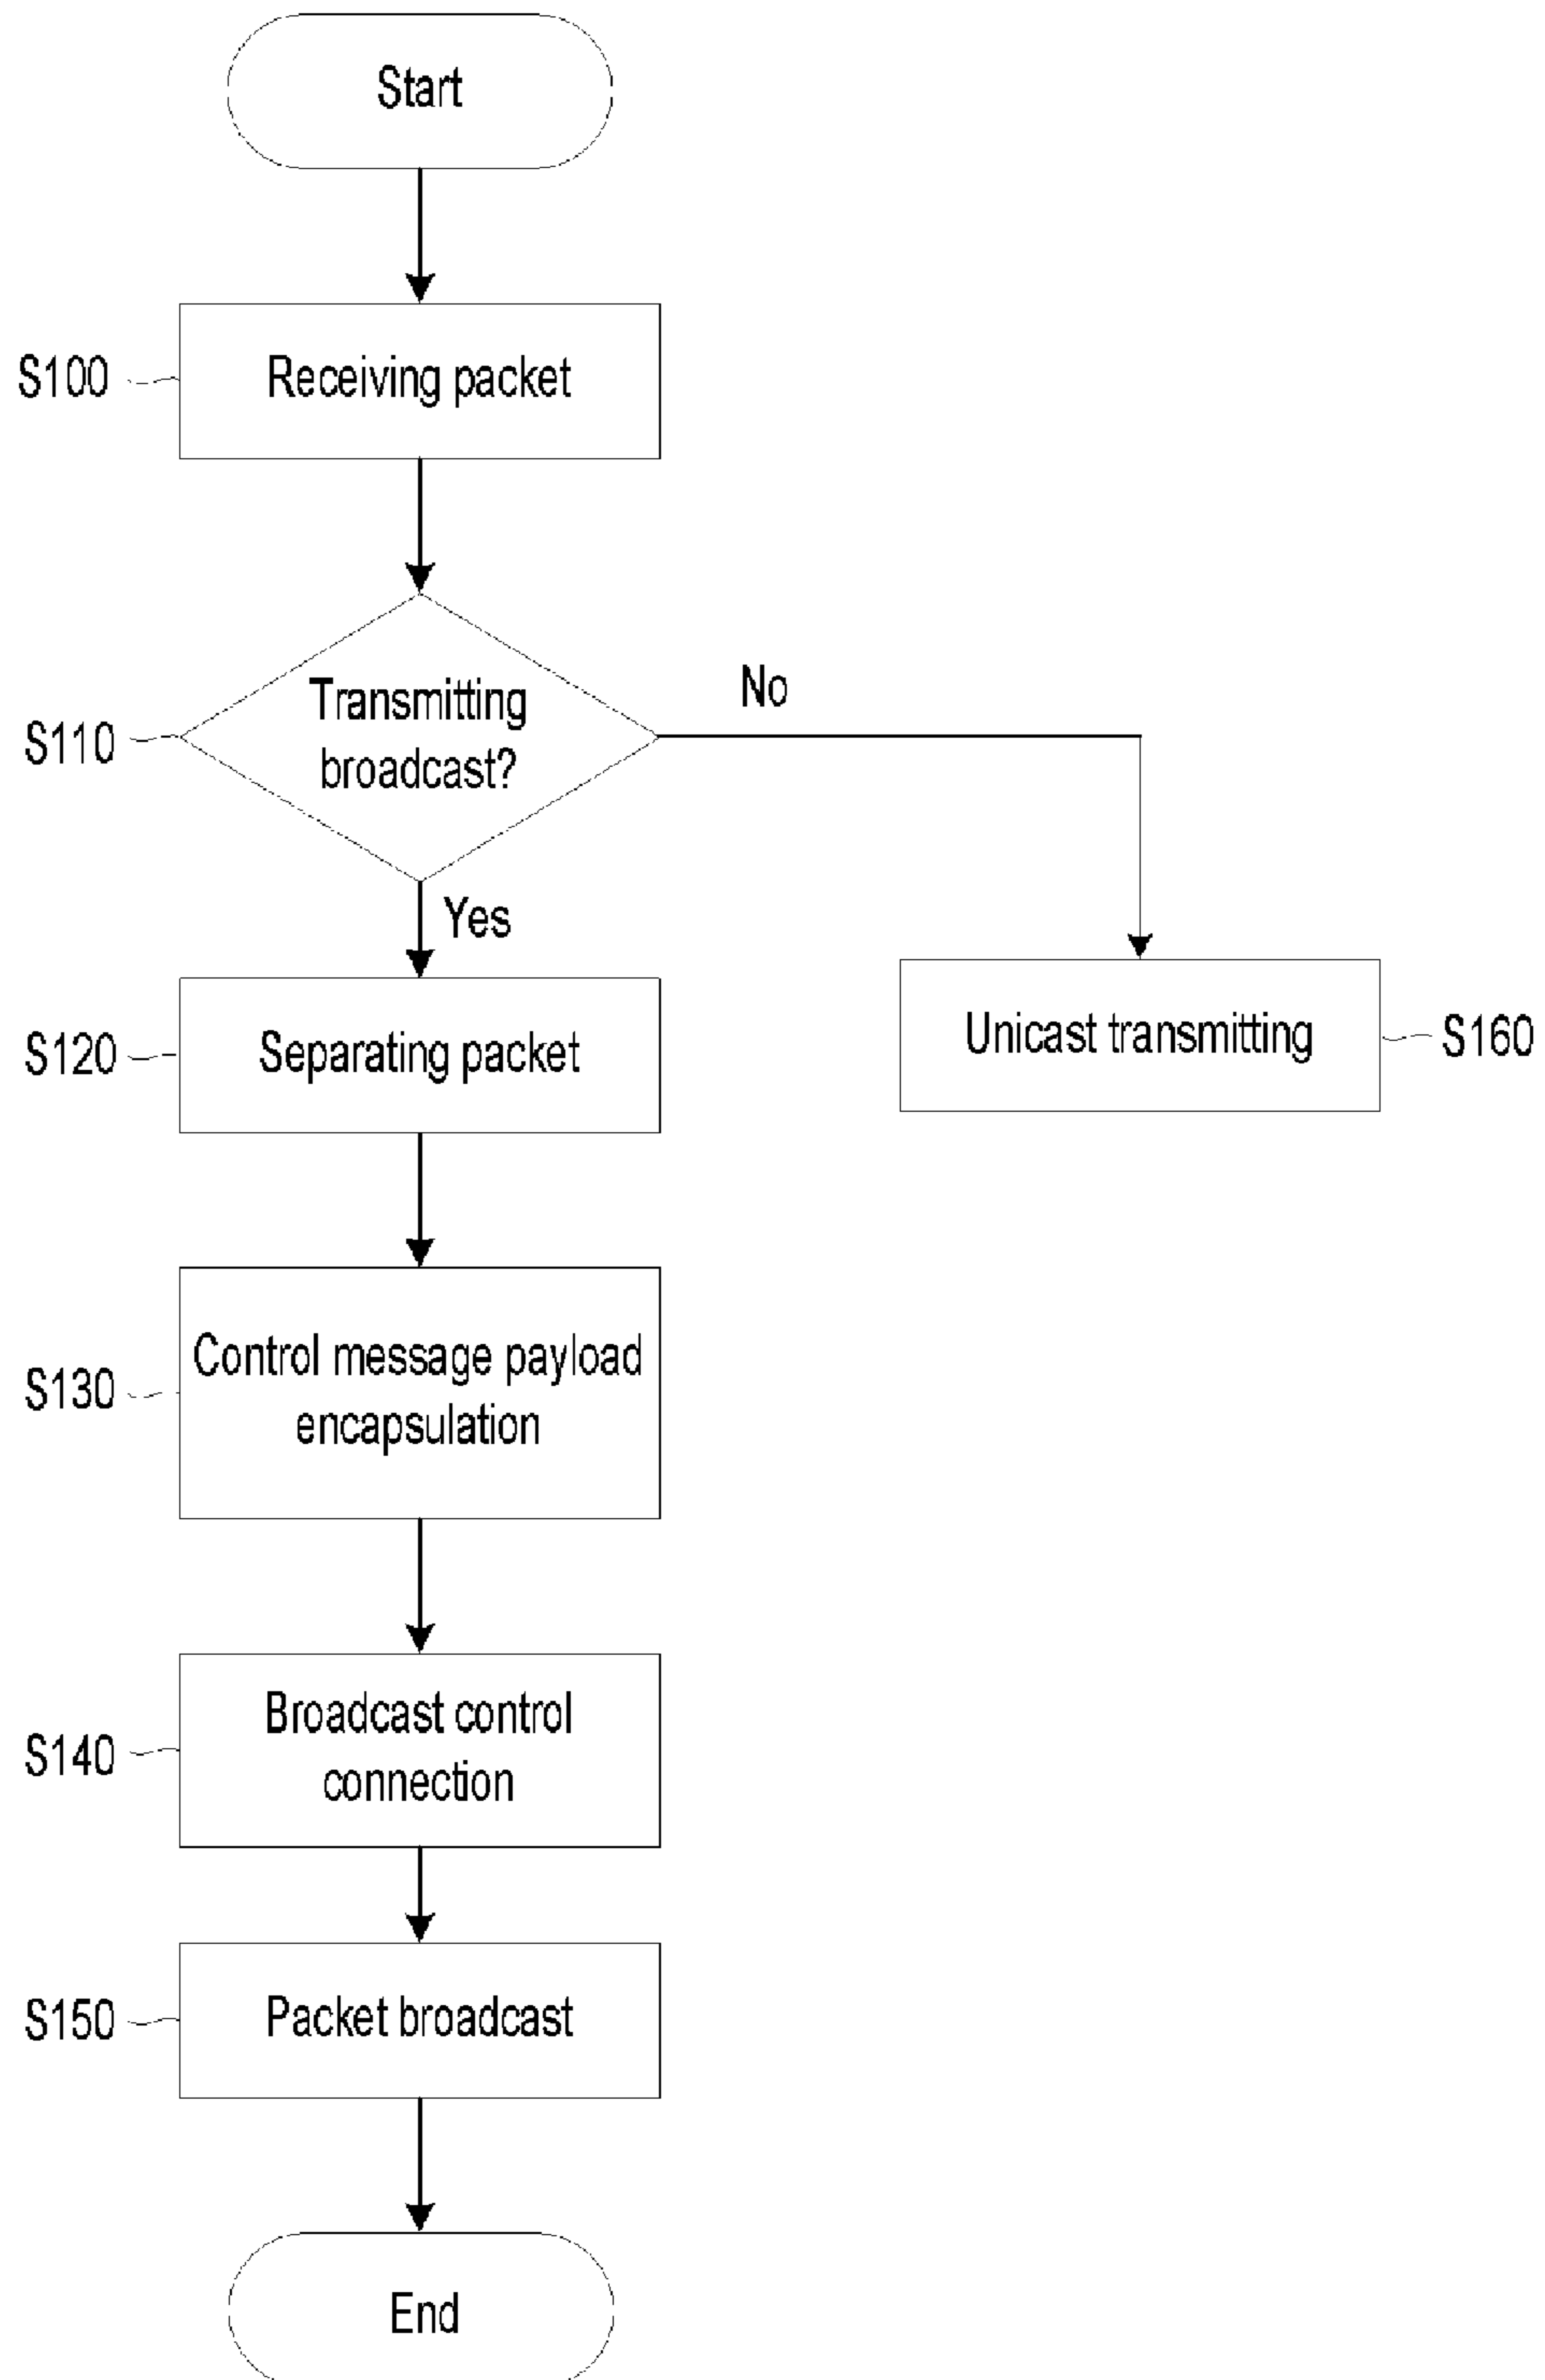 Start
S100
Receiving packet
S110
Transmitting
broadcast?
No
Yes
S120
Separating packet
Unicast transmitting
S160
S130
Control message payload
encapsulation
S140
Broadcast control
connection
S150
Packet broadcast
End